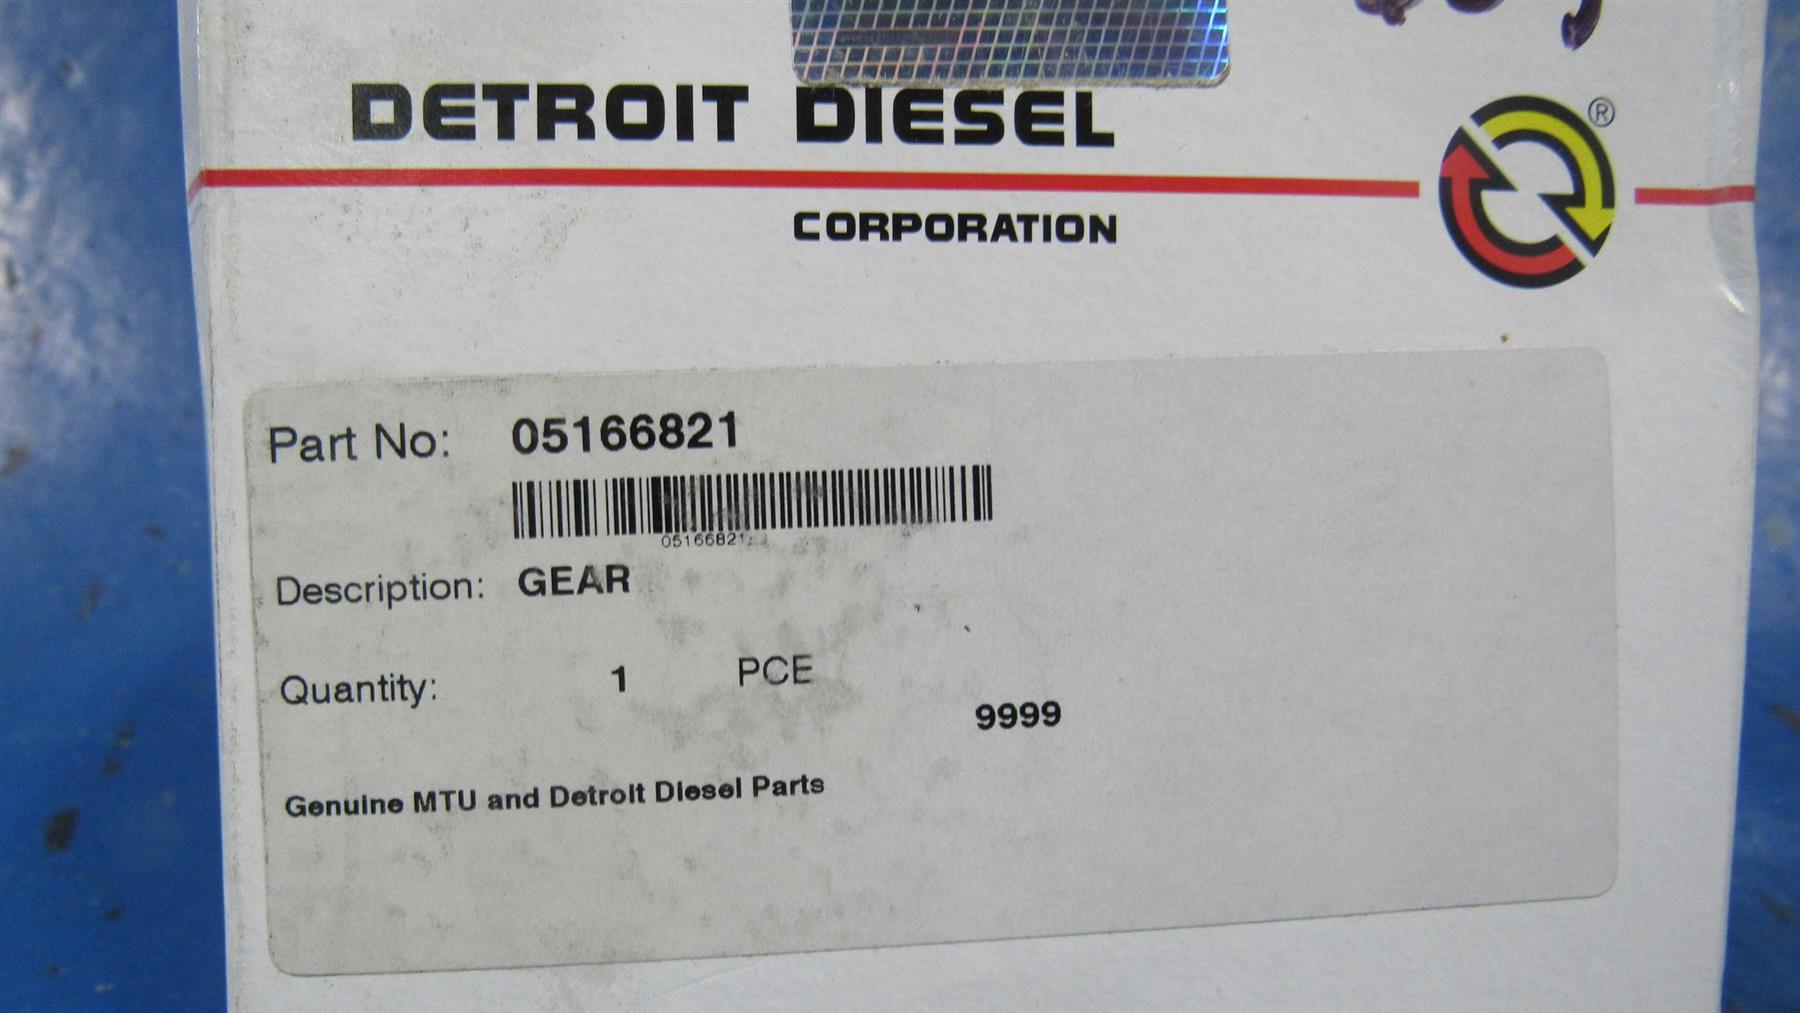 DETROIT DIESEL
®
CORPORATION
Part No: 05166821
05166821
Description: GEAR
Quantity: 1 PCE
9999
Genuine MTU and Detroit Diesel Parts